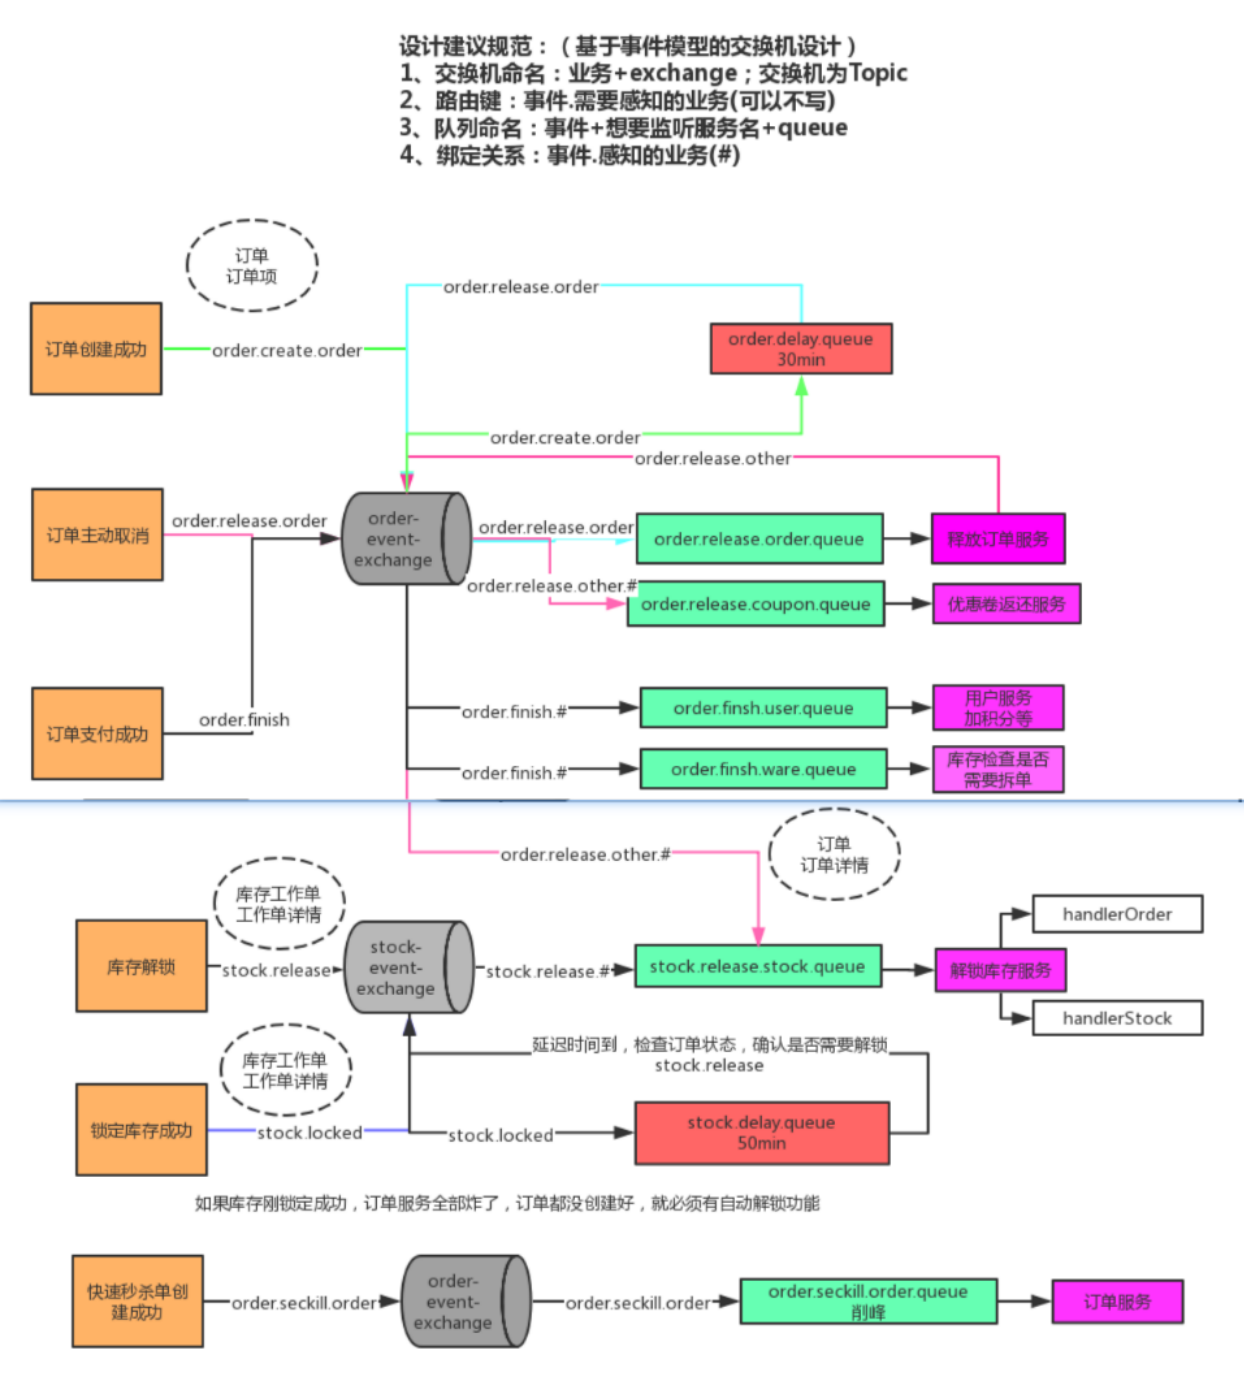 设计建议规范：（基于事件模型的交换机设计）
1、交换机命名：业务+exchange；交换机为Topic
2、路由键：事件.需要感知的业务(可以不写)
3、队列命名：事件+想要监听服务名+queue
4、绑定关系：事件.感知的业务(#)
订单
订单项
order.release.order
订单创建成功
order.create.order
order.delay.queue
30min
order.create.order
order.release.other
订单主动取消
order.release.order
order-
event-
exchange
order.release.order
order.release.order.queue
释放订单服务
order.release.other.#
order.release.coupon.queue
优惠卷返还服务
订单支付成功
order.finish
order.finish.#
order.finsh.user.queue
用户服务
加积分等
order.finish.#
order.finsh.ware.queue
库存检查是否
需要拆单
order.release.other.#
订单
订单详情
库存工作单
工作单详情
库存解锁
stock.release
stock-
event-
exchange
stock.release.#
stock.release.stock.queue
解锁库存服务
handlerOrder
handlerStock
延迟时间到，检查订单状态，确认是否需要解锁
stock.release
库存工作单
工作单详情
锁定库存成功
stock.locked
stock.locked
stock.delay.queue
50min
如果库存刚锁定成功，订单服务全部炸了，订单都没创建好，就必须有自动解锁功能
快速秒杀单创
建成功
order.seckill.order
order-
event-
exchange
order.seckill.order
order.seckill.order.queue
削峰
订单服务